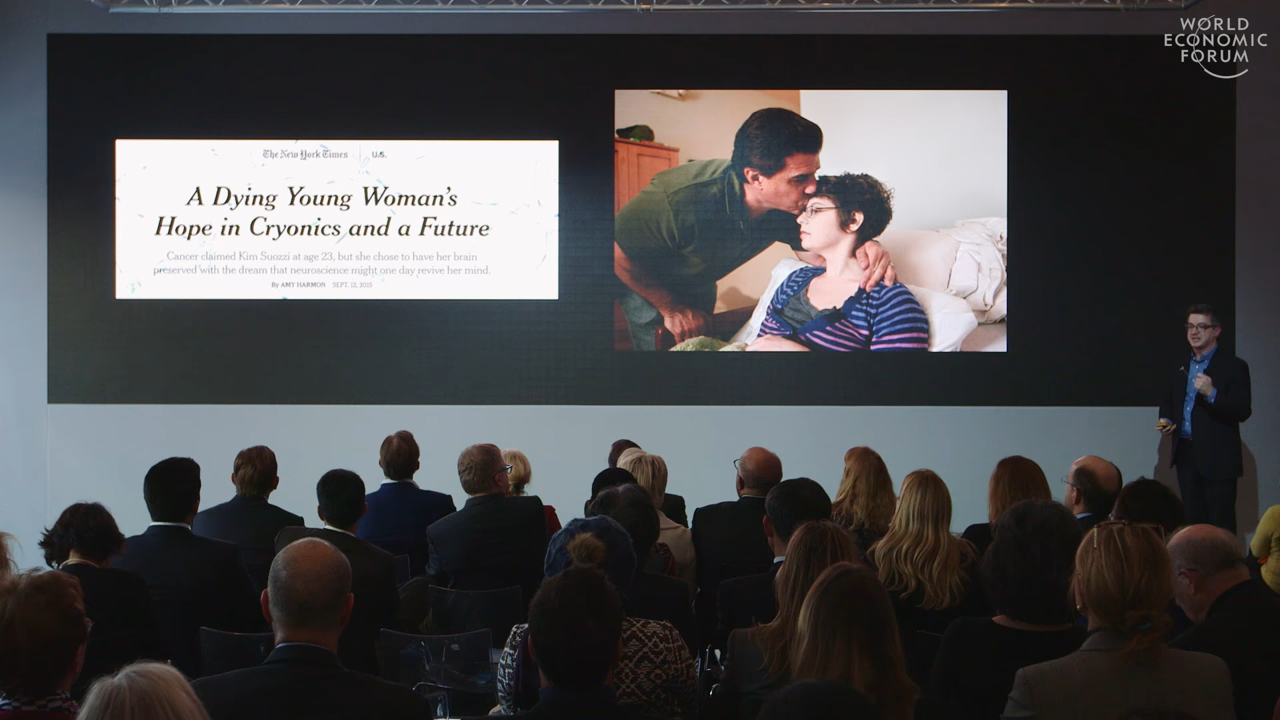 WORLD
ECONOMIC
FORUM
The New York Times U.S.
A Dying Young Woman's
Hope in Cryonics and a Future
Cancer claimed Kim Suozzi at age 23, but she chose to have her brain
preserved with the dream that neuroscience might one day revive her mind.
By AMY HARMON SEPT. 12, 2015